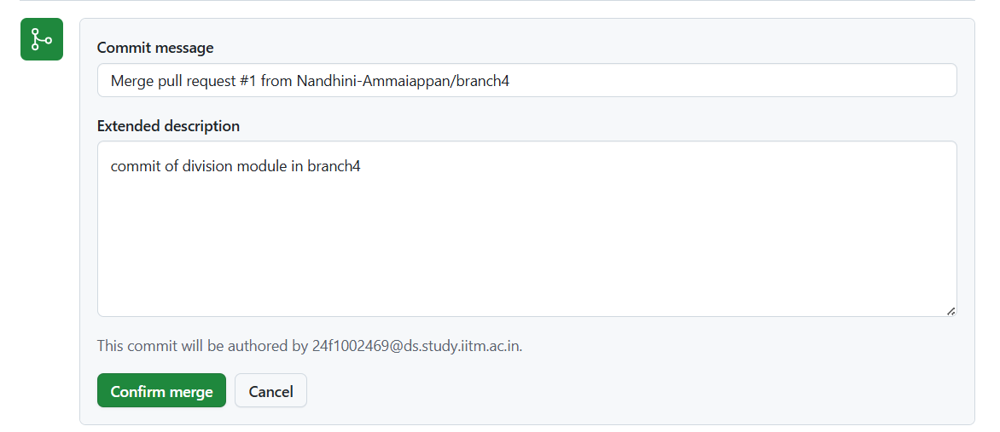 Commit message
Merge pull request #1 from Nandhini-Ammaiappan/branch4
Extended description
commit of division module in branch4
This commit will be authored by 24f1002469@ds.study.iitm.ac.in.
Confirm merge
Cancel